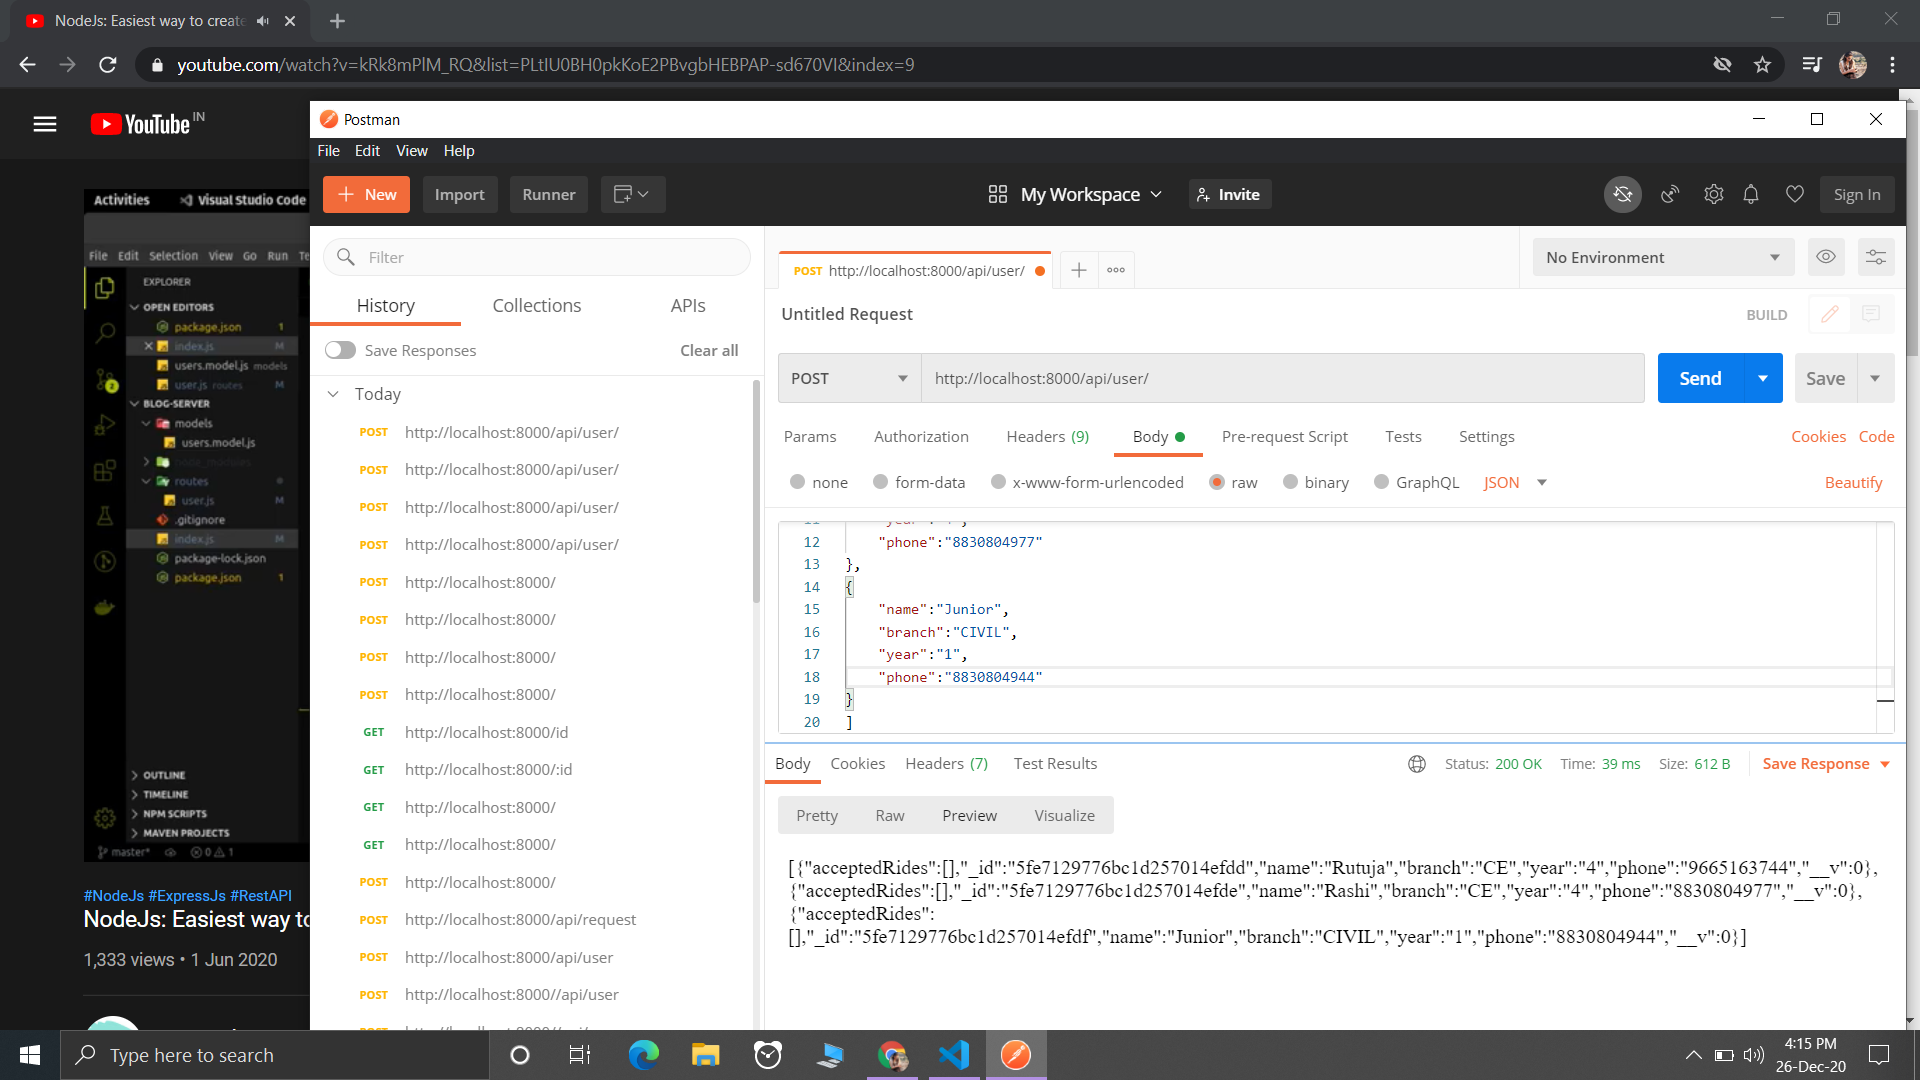 NodeJs: Easiest way to create
youtube.com/watch?v=kRk8mPlM_RQ&list=PLtIU0BH0pkKoE2PBvgbHEBPAP-sd670VI&index=9
YouTube IN
Postman
File Edit View Help
New Import Runner
My Workspace
Invite
Sign In
Activities Visual Studio Code
File Edit Selection View Go Run Te
EXPLORER
OPEN EDITORS
package.json 1
index.js M
users.model.js models
user.js routes M
BLOG-SERVER
models
users.model.js
node_modules
routes
user.js M
.gitignore
index.js M
package-lock.json
package.json 1
OUTLINE
TIMELINE
NPM SCRIPTS
MAVEN PROJECTS
master* 0 1
#NodeJs #ExpressJs #RestAPI
NodeJs: Easiest way to
1,333 views • 1 Jun 2020
Filter
History Collections APIs
Save Responses Clear all
Today
POST http://localhost:8000/api/user/
POST http://localhost:8000/api/user/
POST http://localhost:8000/api/user/
POST http://localhost:8000/api/user/
POST http://localhost:8000/
POST http://localhost:8000/
POST http://localhost:8000/
POST http://localhost:8000/
GET http://localhost:8000/id
GET http://localhost:8000/:id
GET http://localhost:8000/
GET http://localhost:8000/
POST http://localhost:8000/
POST http://localhost:8000/api/request
POST http://localhost:8000/api/user
POST http://localhost:8000//api/user
POST http://localhost:8000/api/user/
No Environment
Untitled Request
BUILD
POST http://localhost:8000/api/user/
Send Save
Params Authorization Headers (9) Body Pre-request Script Tests Settings Cookies Code
none form-data x-www-form-urlencoded raw binary GraphQL JSON Beautify
12 "phone":"8830804977"
13 },
14 {
15 "name":"Junior",
16 "branch":"CIVIL",
17 "year":"1",
18 "phone":"8830804944"
19 }
20 ]
Body Cookies Headers (7) Test Results Status: 200 OK Time: 39 ms Size: 612 B Save Response
Pretty Raw Preview Visualize
[{"acceptedRides":[],"_id":"5fe7129776bc1d257014efdd","name":"Rutuja","branch":"CE","year":"4","phone":"9665163744","__v":0},
{"acceptedRides":[],"_id":"5fe7129776bc1d257014efde","name":"Rashi","branch":"CE","year":"4","phone":"8830804977","__v":0},
{"acceptedRides":
[],"_id":"5fe7129776bc1d257014efdf","name":"Junior","branch":"CIVIL","year":"1","phone":"8830804944","__v":0}]
Type here to search
4:15 PM
26-Dec-20